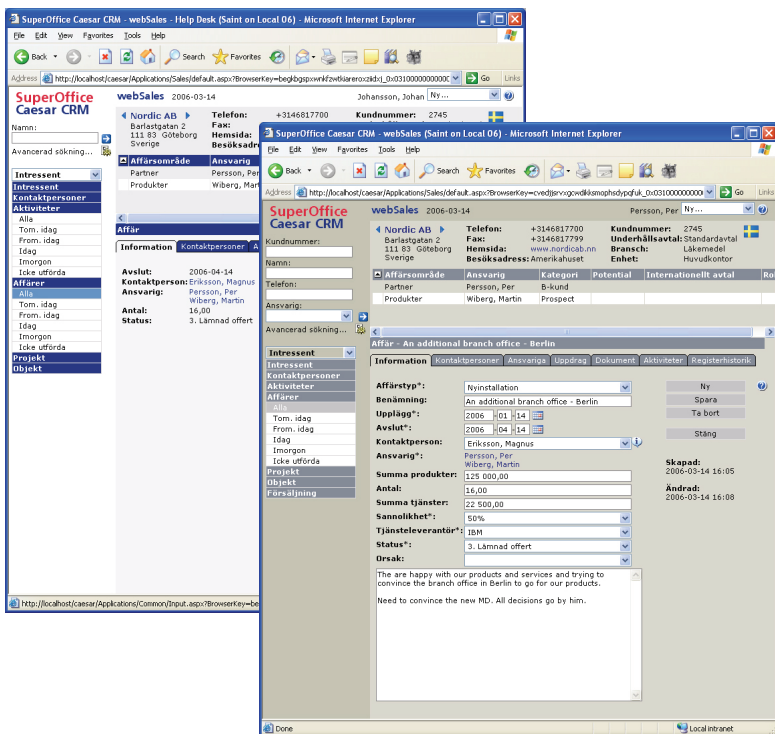 SuperOffice Caesar CRM - webSales - Help Desk (Saint on Local 06) - Microsoft Internet Explorer
File Edit View Favorites Tools Help
Back Search Favorites
Address http://localhost/caesar/Applications/Sales/default.aspx?BrowserKey= Go Links
SuperOffice
Caesar CRM
webSales 2006-03-14 Johansson, Johan Ny...
Namn:
Avancerad sökning...
Intressent
Intressent
Kontaktpersoner
Aktiviteter
Alla
Tom. idag
From. idag
Idag
Imorgon
Icke utförda
Affärer
Alla
Tom. idag
From. idag
Idag
Imorgon
Icke utförda
Projekt
Objekt
Nordic AB Telefon: +3146817700 Kundnummer: 2745
Barlastgatan 2 Fax:
111 83 Göteborg Hemsida:
Sverige Besöksadre
Affärsområde Ansvarig
Partner Persson, Per
Produkter Wiberg, Mart
Affär
Information Kontaktpersoner A
Avslut: 2006-04-14
Kontaktperson: Eriksson, Magnus
Ansvarig: Persson, Per
Wiberg, Martin
Antal: 16,00
Status: 3. Lämnad offert
http://localhost/caesar/Applications/Common/Input.aspx?BrowserKey=be
SuperOffice Caesar CRM - webSales (Saint on Local 06) - Microsoft Internet Explorer
File Edit View Favorites Tools Help
Back Search Favorites
Address http://localhost/caesar/Applications/Sales/default.aspx?BrowserKey= Go Links
SuperOffice
Caesar CRM
webSales 2006-03-14 Persson, Per Ny...
Kundnummer:
Namn:
Telefon:
Ansvarig:
Avancerad sökning...
Intressent
Intressent
Kontaktpersoner
Aktiviteter
Affärer
Alla
Tom. idag
From. idag
Idag
Imorgon
Icke utförda
Projekt
Objekt
Försäljning
Nordic AB Telefon: +3146817700 Kundnummer: 2745
Barlastgatan 2 Fax: +3146817799 Underhållsavtal: Standardavtal
111 83 Göteborg Hemsida: www.nordicab.nn Bransch: Läkemedel
Sverige Besöksadress: Amerikahuset Enhet: Huvudkontor
Affärsområde Ansvarig Kategori Potential Internationellt avtal Ro
Partner Persson, Per B-kund
Produkter Wiberg, Martin Prospect
Affär - An additional branch office - Berlin
Information Kontaktpersoner Ansvariga Uppdrag Dokument Aktiviteter Registerhistorik
Affärstyp*: Nyinstallation Ny
Benämning: An additional branch office - Berlin Spara
Upplägg*: 2006 -01 -14 Ta bort
Avslut*: 2006 -04 -14
Stäng
Kontaktperson: Eriksson, Magnus
Ansvarig*: Persson, Per
Wiberg, Martin
Skapad:
2006-03-14 16:05
Summa produkter: 125 000,00
Antal: 16,00
Ändrad:
2006-03-14 16:08
Summa tjänster: 22 500,00
Sannolikhet*: 50%
Tjänsteleverantör*: IBM
Status*: 3. Lämnad offert
Orsak:
The are happy with our products and services and trying to
convince the branch office in Berlin to go for our products.
Need to convince the new MD. All decisions go by him.
Done Local intranet